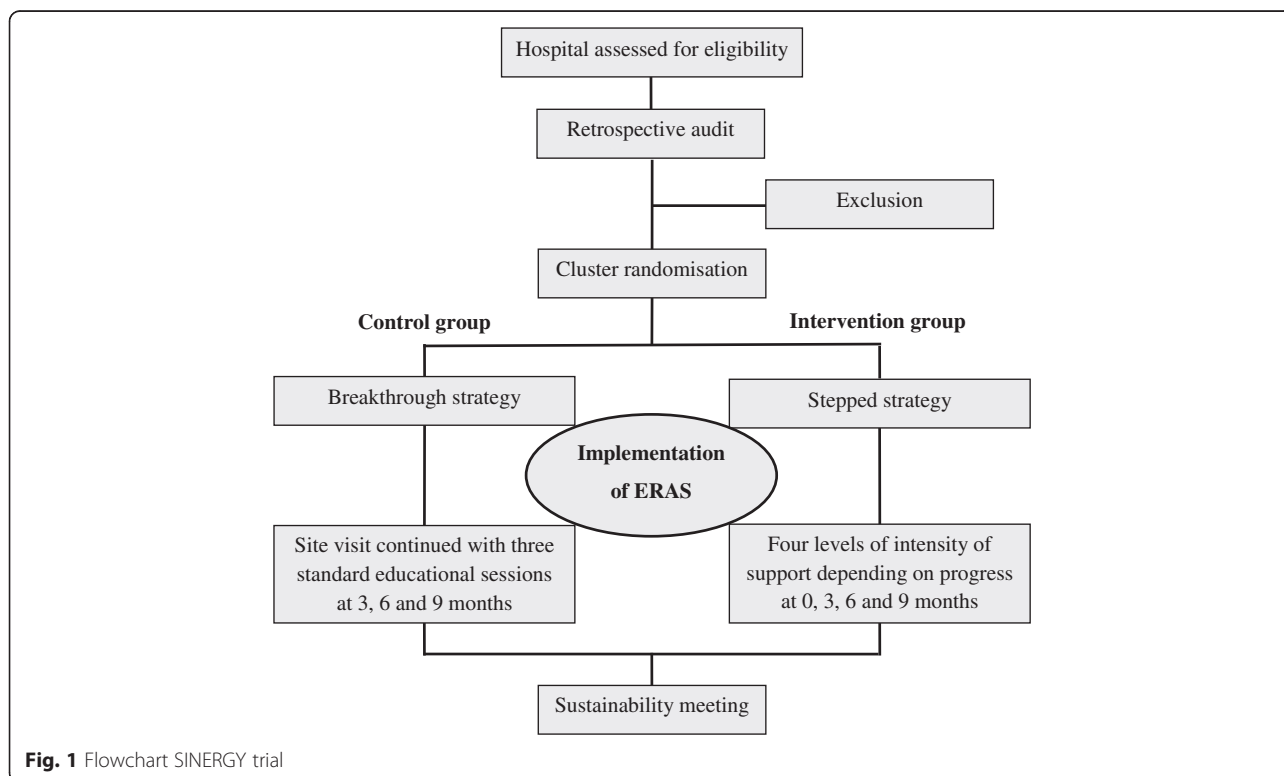 Hospital assessed for eligibility
Retrospective audit
Exclusion
Cluster randomisation
Control group
Intervention group
Breakthrough strategy
Stepped strategy
Implementation
of ERAS
Site visit continued with three
standard educational sessions
at 3, 6 and 9 months
Four levels of intensity of
support depending on progress
at 0, 3, 6 and 9 months
Sustainability meeting
Fig. 1 Flowchart SINERGY trial